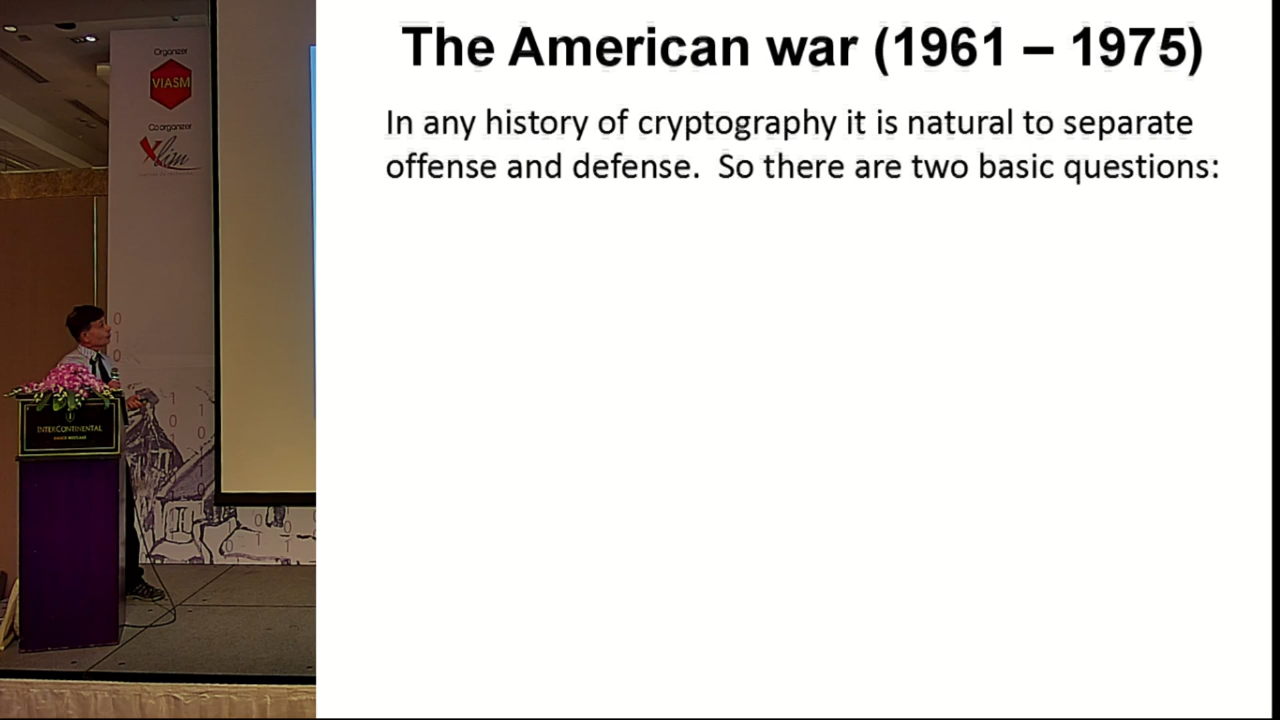 Organizer
VIASM
Co organizer
Xlim
INTERCONTINENTAL
The American war (1961 – 1975)
In any history of cryptography it is natural to separate
offense and defense. So there are two basic questions: